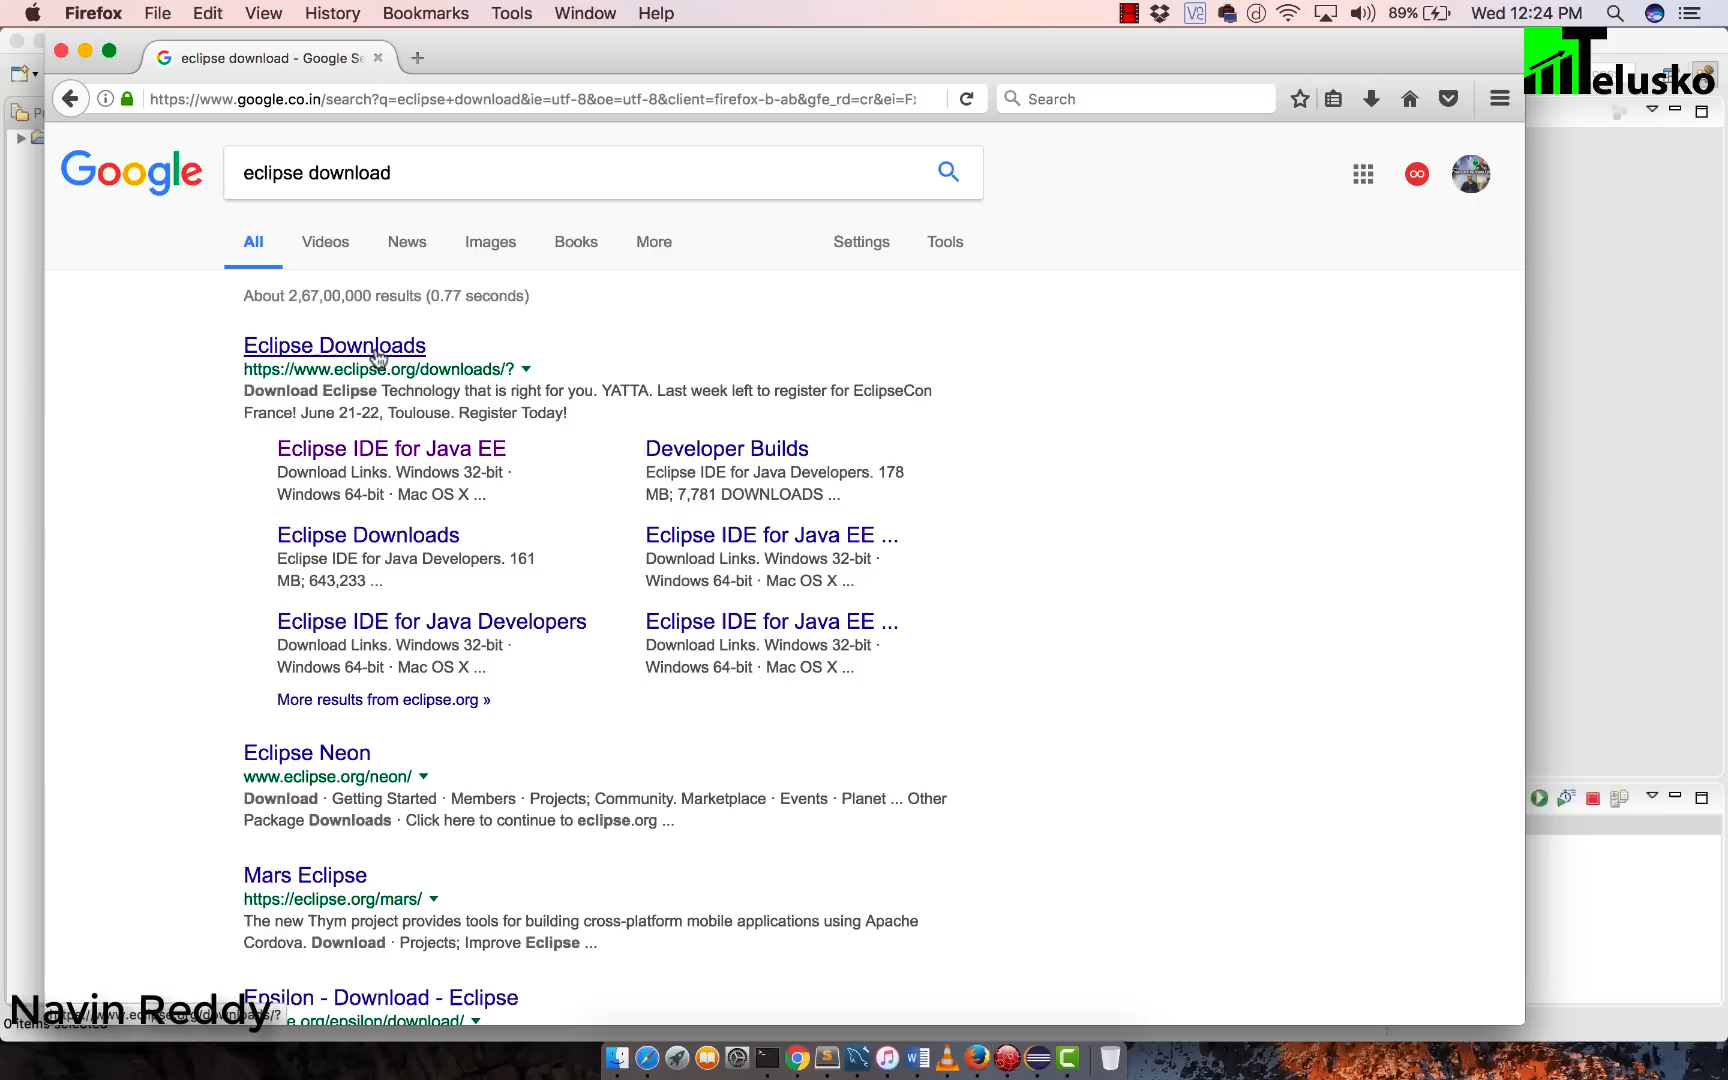 Firefox File Edit View History Bookmarks Tools Window Help 89% Wed 12:24 PM
eclipse download - Google Se
Telusko
https://www.google.co.in/search?q=eclipse+download&ie=utf-8&oe=utf-8&client=firefox-b-ab&gfe_rd=cr&ei=F
Search
Google eclipse download
All Videos News Images Books More Settings Tools
About 2,67,00,000 results (0.77 seconds)
Eclipse Downloads
https://www.eclipse.org/downloads/?
Download Eclipse Technology that is right for you. YATTA. Last week left to register for EclipseCon
France! June 21-22, Toulouse. Register Today!
Eclipse IDE for Java EE
Download Links. Windows 32-bit ·
Windows 64-bit · Mac OS X ...
Developer Builds
Eclipse IDE for Java Developers. 178
MB; 7,781 DOWNLOADS ...
Eclipse Downloads
Eclipse IDE for Java Developers. 161
MB; 643,233 ...
Eclipse IDE for Java EE ...
Download Links. Windows 32-bit ·
Windows 64-bit · Mac OS X ...
Eclipse IDE for Java Developers
Download Links. Windows 32-bit ·
Windows 64-bit · Mac OS X ...
Eclipse IDE for Java EE ...
Download Links. Windows 32-bit ·
Windows 64-bit · Mac OS X ...
More results from eclipse.org »
Eclipse Neon
www.eclipse.org/neon/
Download · Getting Started · Members · Projects; Community. Marketplace · Events · Planet ... Other
Package Downloads · Click here to continue to eclipse.org ...
Mars Eclipse
https://eclipse.org/mars/
The new Thym project provides tools for building cross-platform mobile applications using Apache
Cordova. Download · Projects; Improve Eclipse ...
Epsilon - Download - Eclipse
e.org/epsilon/download/
Navin Reddy
https://www.eclipse.org/downloads/?
0 items selected